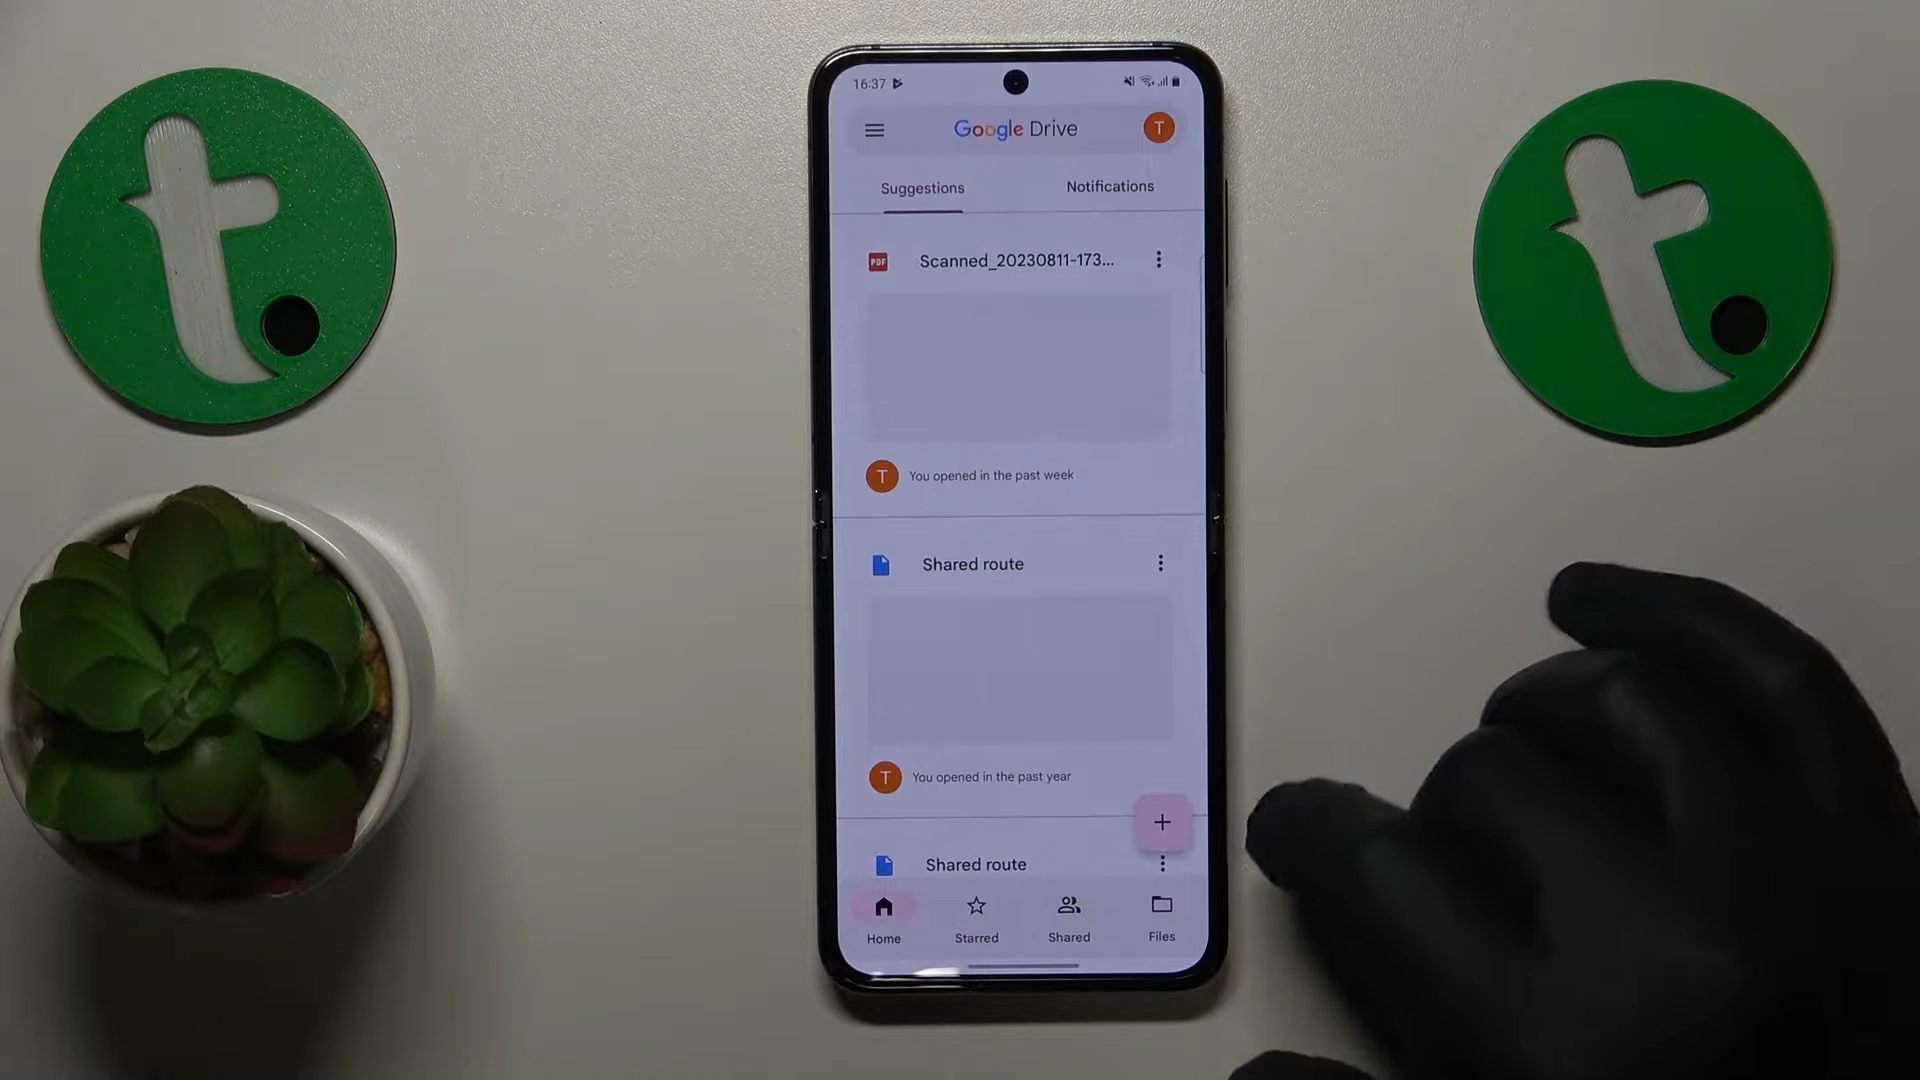 16:37
Google Drive
T
Suggestions
Notifications
PDF
Scanned_20230811-173...
T
You opened in the past week
Shared route
T
You opened in the past year
+
Shared route
Home
Starred
Shared
Files
t
t